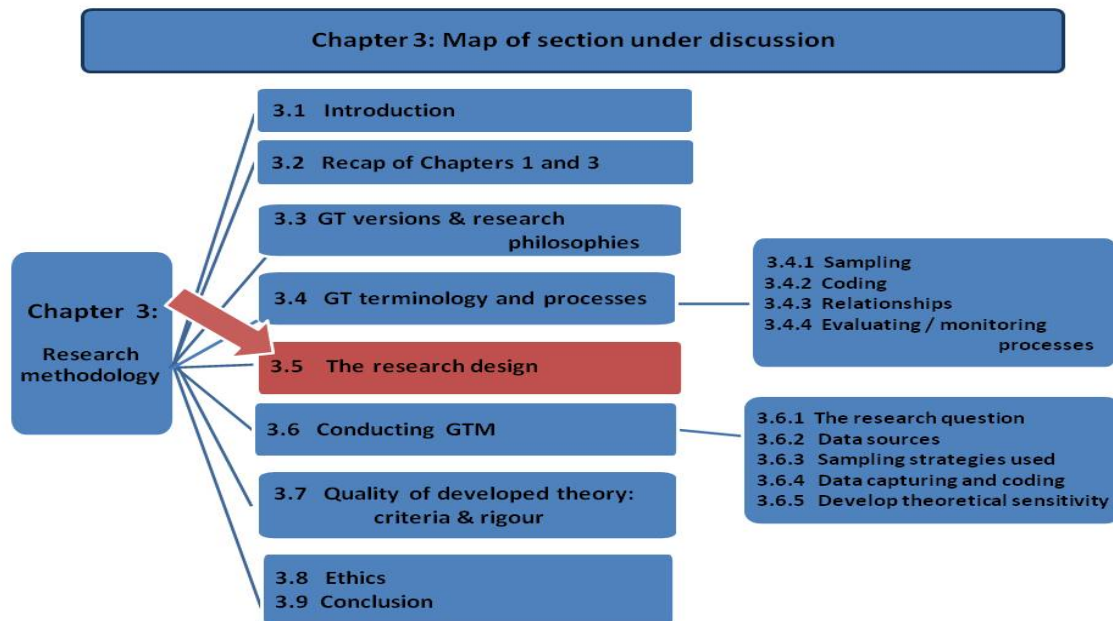 Chapter 3: Map of section under discussion
3.1 Introduction
3.2 Recap of Chapters 1 and 3
3.3 GT versions & research
philosophies
Chapter 3:
Research
methodology
3.4 GT terminology and processes
3.4.1 Sampling
3.4.2 Coding
3.4.3 Relationships
3.4.4 Evaluating / monitoring
processes
3.5 The research design
3.6 Conducting GTM
3.6.1 The research question
3.6.2 Data sources
3.6.3 Sampling strategies used
3.6.4 Data capturing and coding
3.6.5 Develop theoretical sensitivity
3.7 Quality of developed theory:
criteria & rigour
3.8 Ethics
3.9 Conclusion